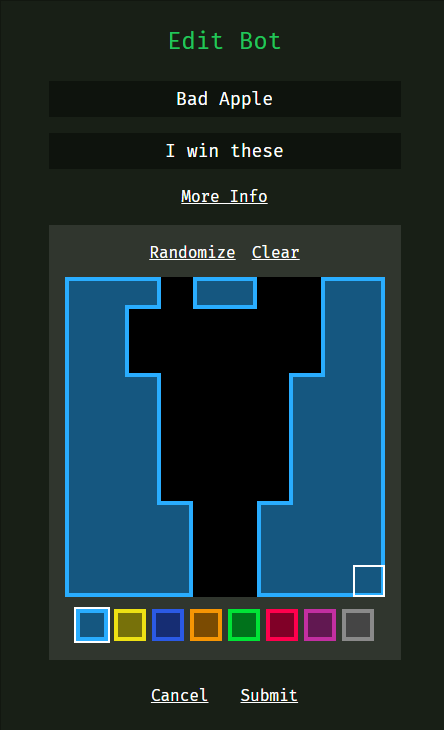 Edit Bot
Bad Apple
I win these
More Info
Randomize Clear
Cancel Submit